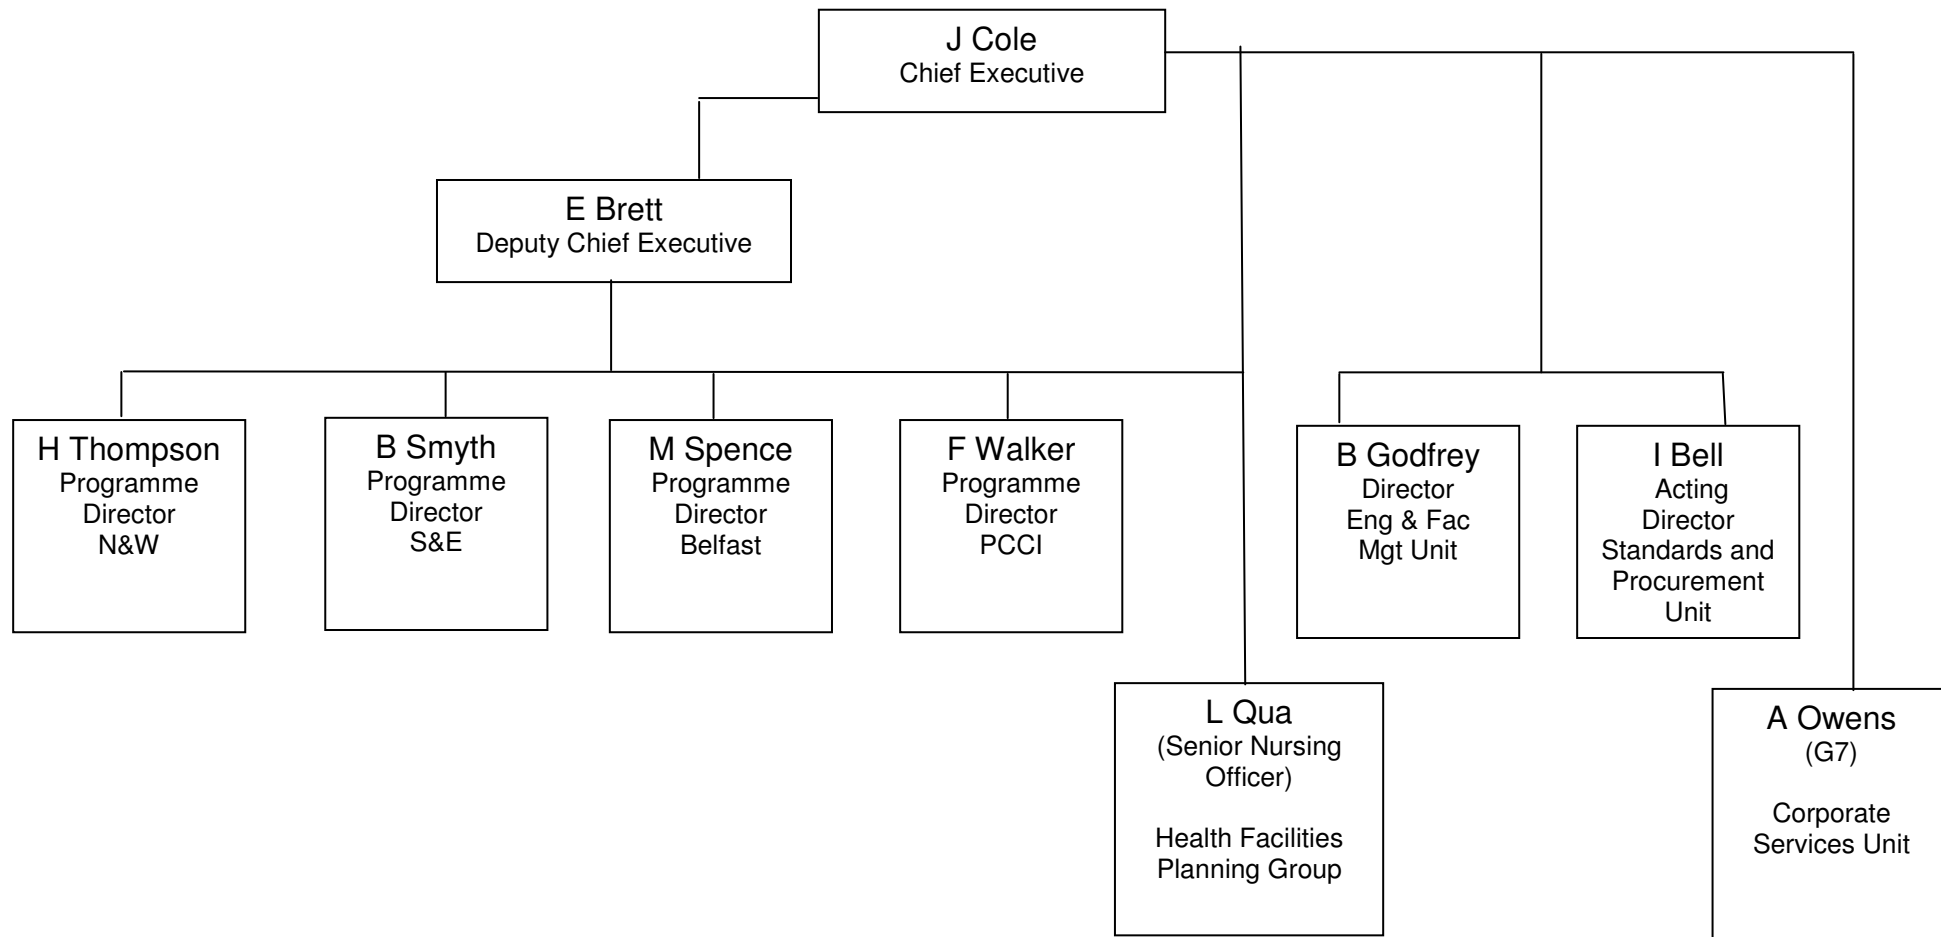 J Cole
Chief Executive
E Brett
Deputy Chief Executive
H Thompson
Programme
Director
N&W
B Smyth
Programme
Director
S&E
M Spence
Programme
Director
Belfast
F Walker
Programme
Director
PCCI
B Godfrey
Director
Eng & Fac
Mgt Unit
I Bell
Acting
Director
Standards and
Procurement
Unit
L Qua
(Senior Nursing
Officer)
Health Facilities
Planning Group
A Owens
(G7)
Corporate
Services Unit